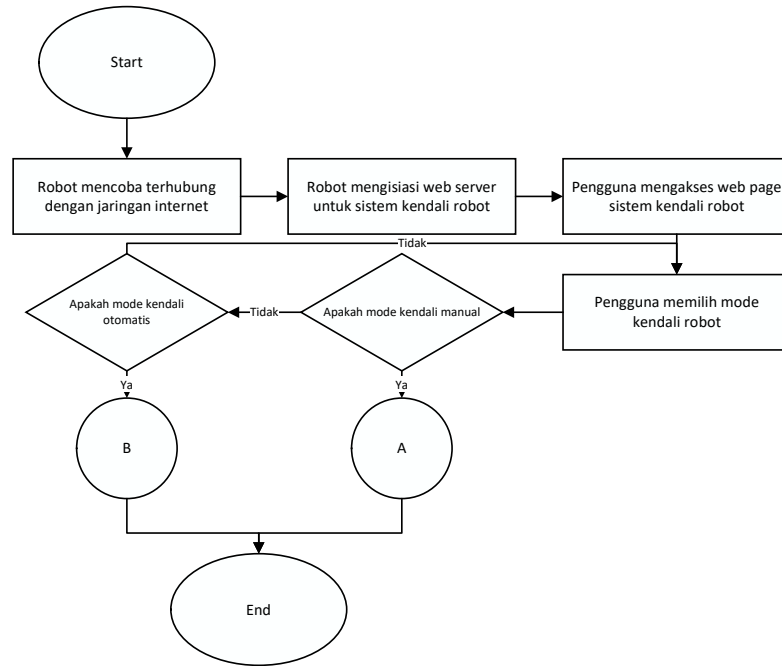 Start
Robot mencoba terhubung
dengan jaringan internet
Robot mengisiasi web server
untuk sistem kendali robot
Pengguna mengakses web page
sistem kendali robot
Tidak
Pengguna memilih mode
kendali robot
Apakah mode kendali manual
Tidak
Apakah mode kendali
otomatis
Ya
Ya
B
A
End